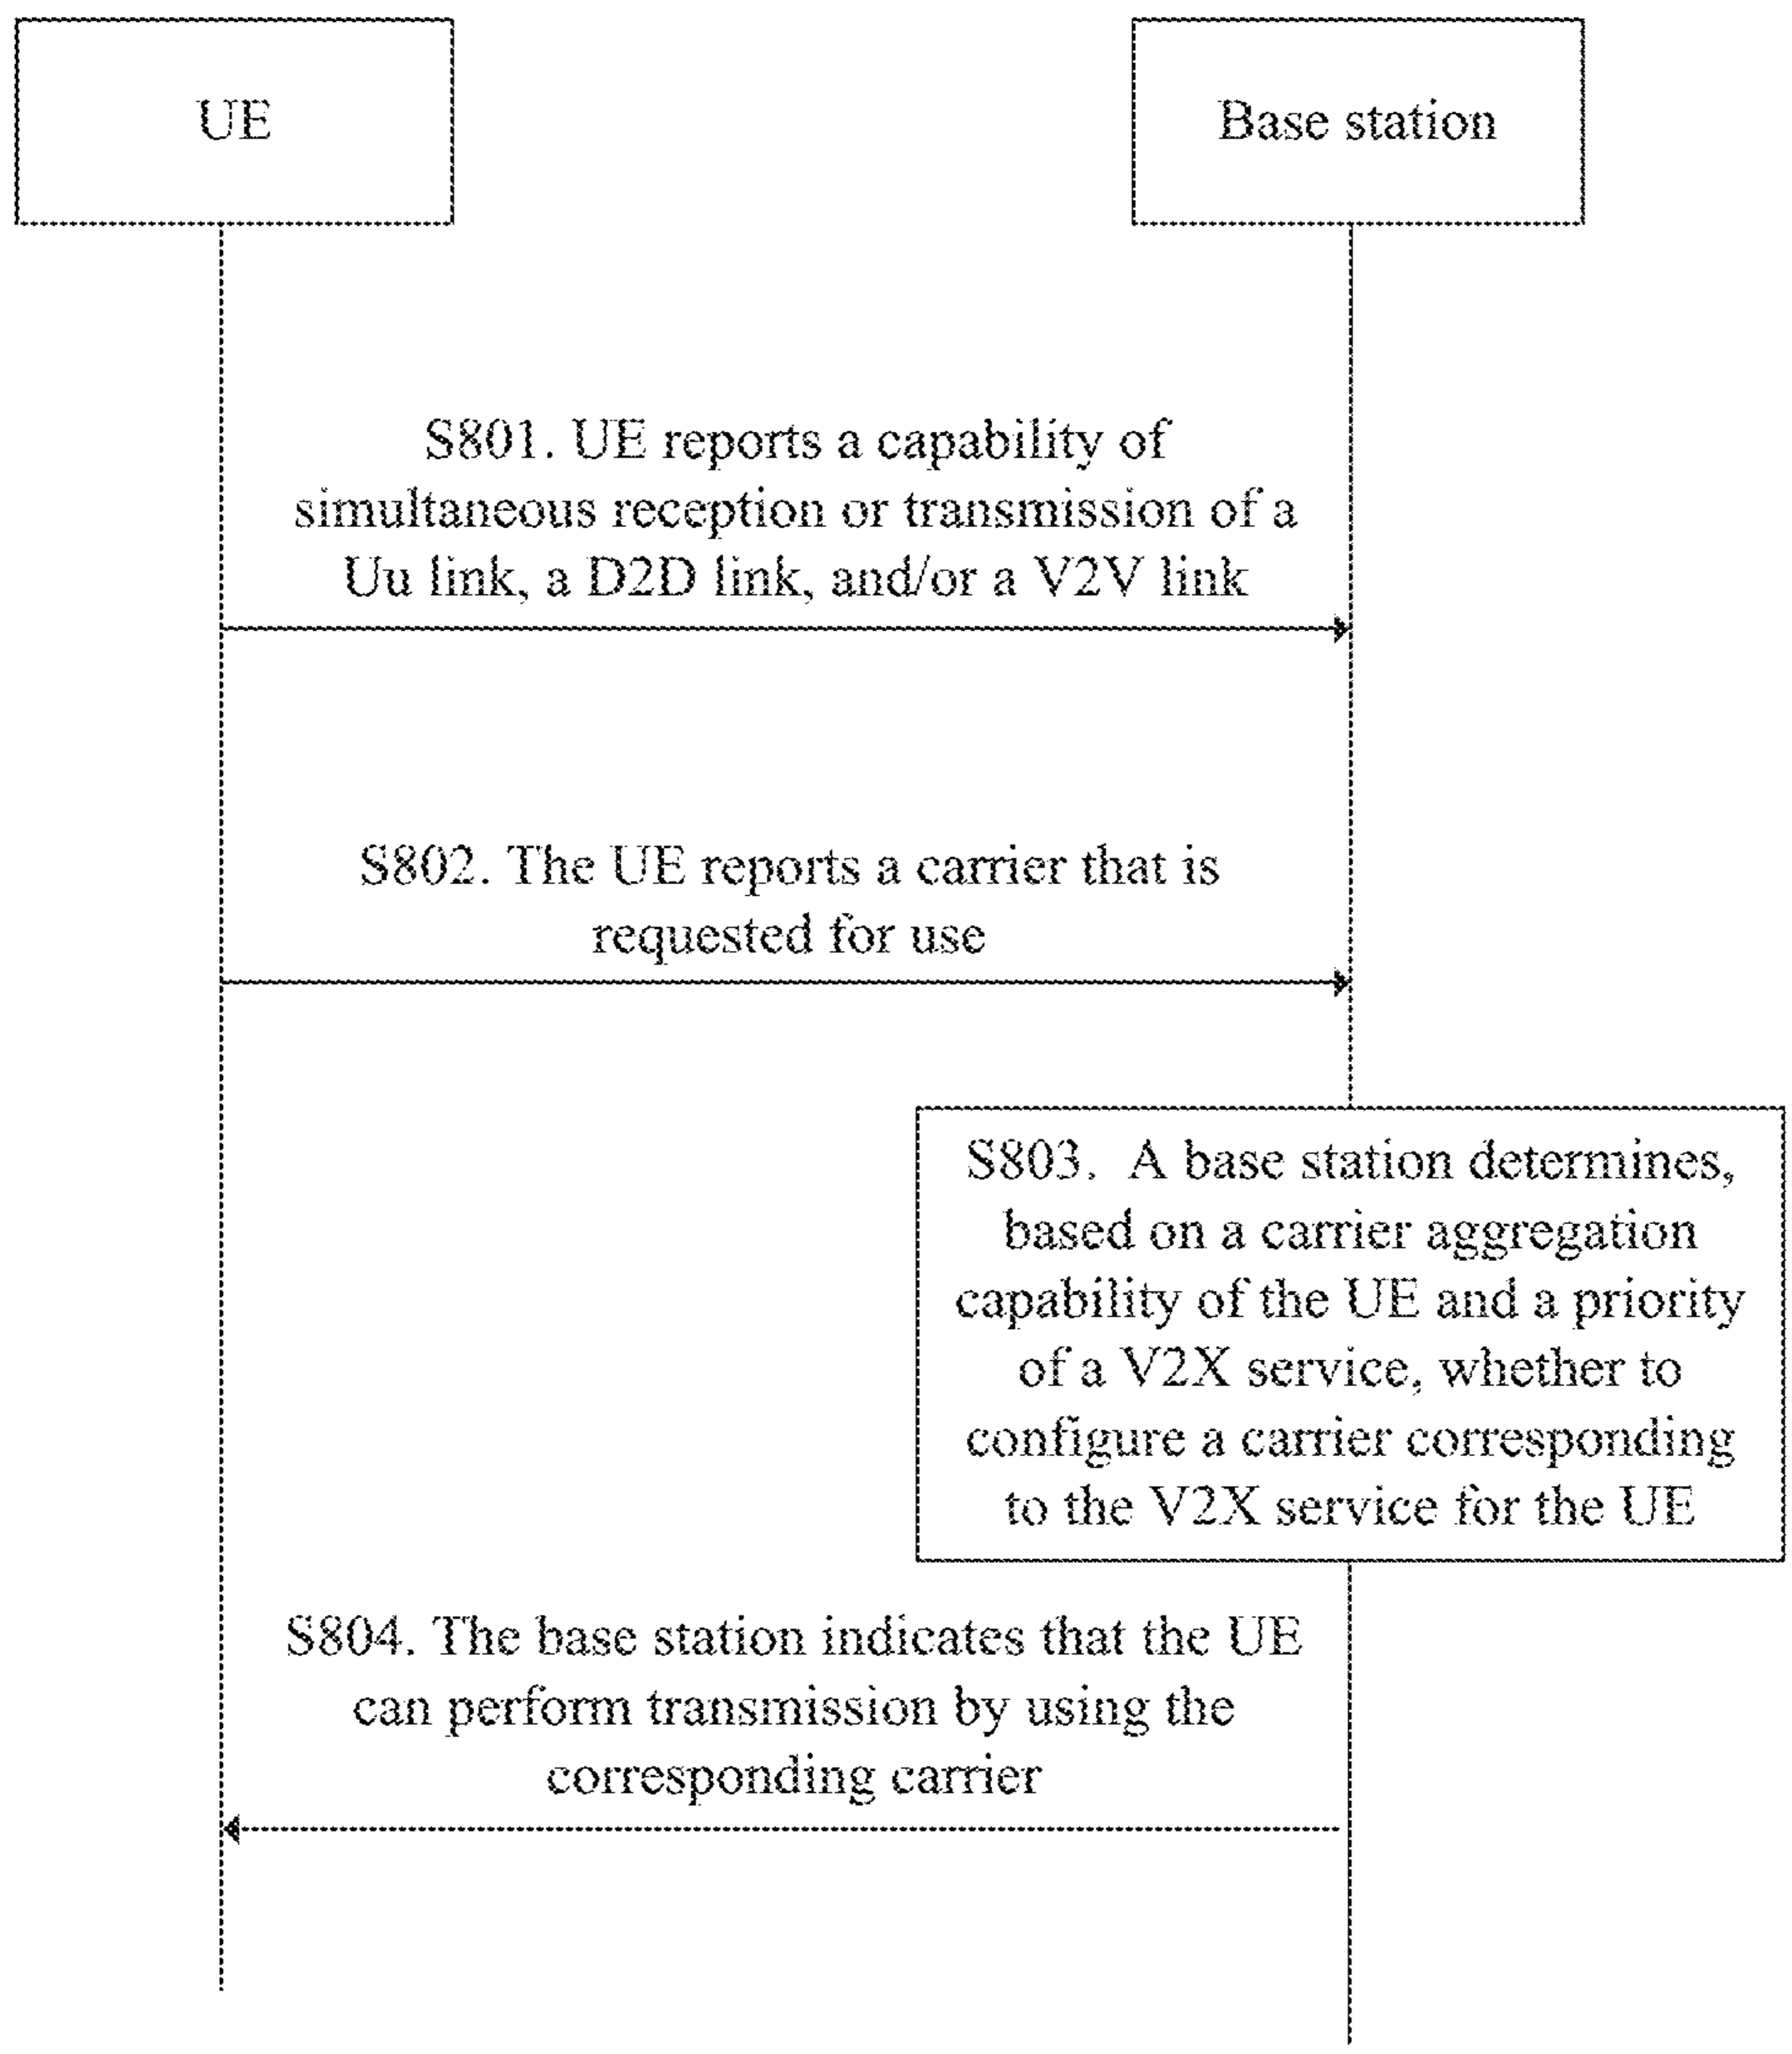 UE
Base station
S801. UE reports a capability of
simultaneous reception or transmission of a
Uu link, a D2D link, and/or a V2V link
S802. The UE reports a carrier that is
requested for use
S803. A base station determines,
based on a carrier aggregation
capability of the UE and a priority
of a V2X service, whether to
configure a carrier corresponding
to the V2X service for the UE
S804. The base station indicates that the UE
can perform transmission by using the
corresponding carrier